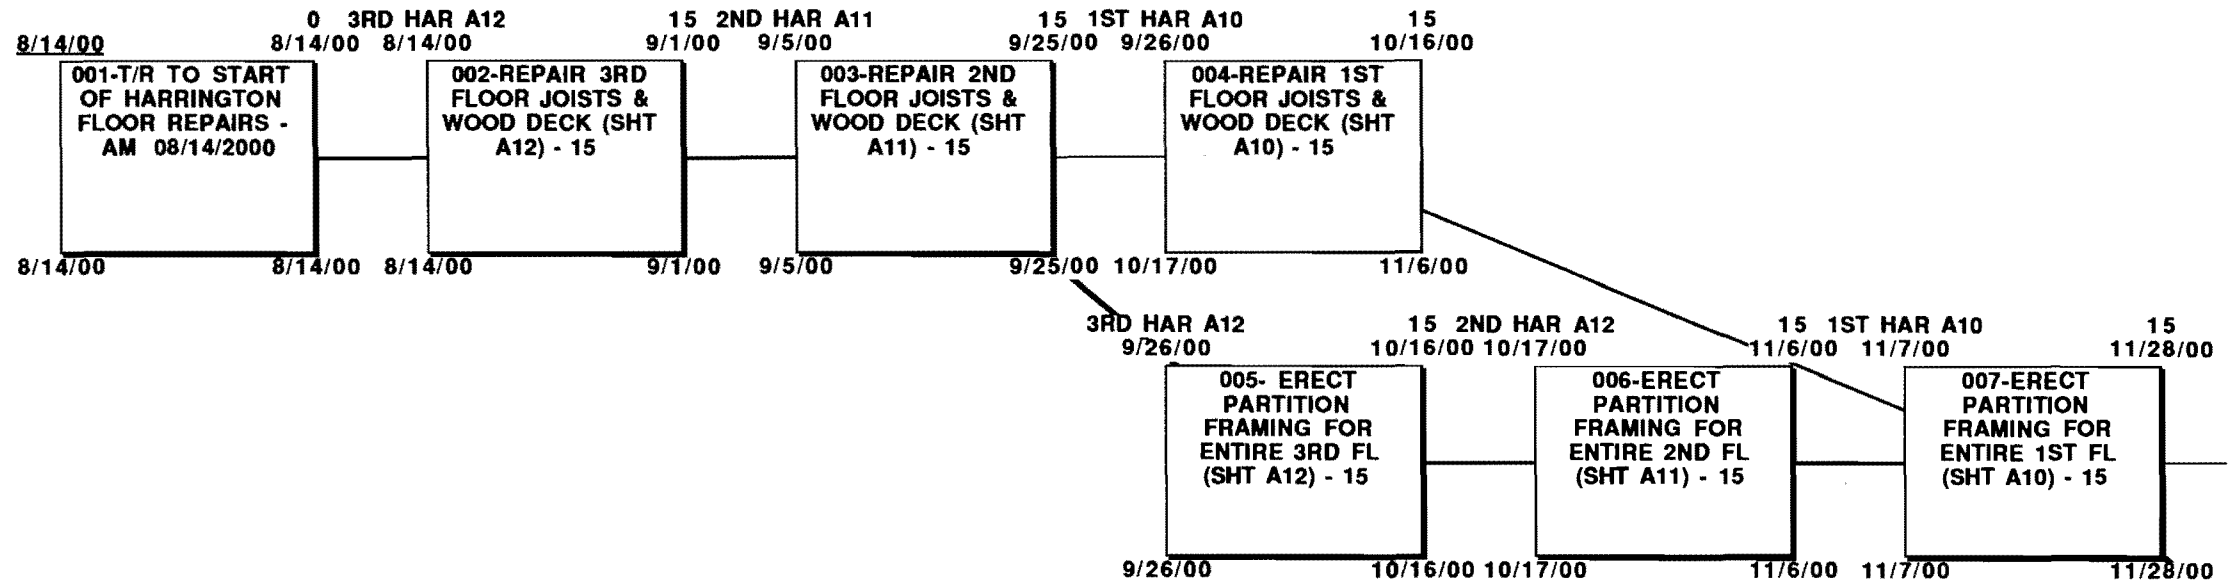 0 3RD HAR A12 15 2ND HAR A11 15 1ST HAR A10 15
8/14/00 8/14/00 8/14/00 9/1/00 9/5/00 9/25/00 9/26/00 10/16/00
001-T/R TO START
OF HARRINGTON
FLOOR REPAIRS -
AM 08/14/2000
002-REPAIR 3RD
FLOOR JOISTS &
WOOD DECK (SHT
A12) - 15
003-REPAIR 2ND
FLOOR JOISTS &
WOOD DECK (SHT
A11) - 15
004-REPAIR 1ST
FLOOR JOISTS &
WOOD DECK (SHT
A10) - 15
8/14/00 8/14/00 8/14/00 9/1/00 9/5/00 9/25/00 10/17/00 11/6/00
3RD HAR A12 15 2ND HAR A12 15 1ST HAR A10 15
9/26/00 10/16/00 10/17/00 11/6/00 11/7/00 11/28/00
005- ERECT
PARTITION
FRAMING FOR
ENTIRE 3RD FL
(SHT A12) - 15
006-ERECT
PARTITION
FRAMING FOR
ENTIRE 2ND FL
(SHT A11) - 15
007-ERECT
PARTITION
FRAMING FOR
ENTIRE 1ST FL
(SHT A10) - 15
9/26/00 10/16/00 10/17/00 11/6/00 11/7/00 11/28/00